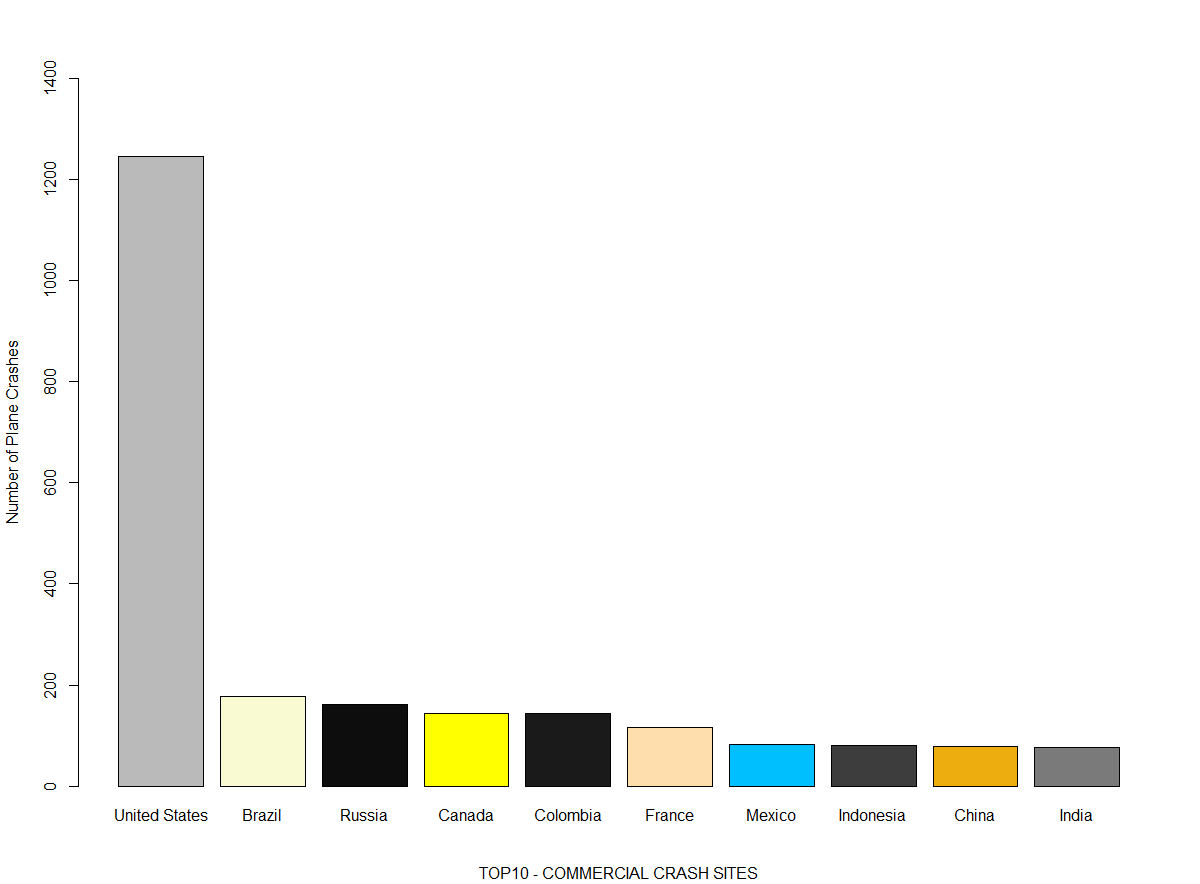 1400
1200
1000
800
600
400
200
0
Number of Plane Crashes
United States Brazil Russia Canada Colombia France Mexico Indonesia China India
TOP10 - COMMERCIAL CRASH SITES